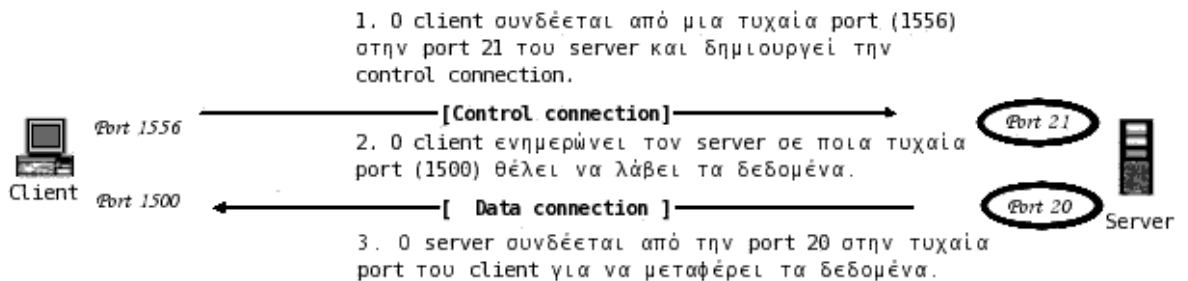 1. Ο client συνδέεται από μια τυχαία port (1556)
στην port 21 του server και δημιουργεί την
control connection.
[Control connection]
Port 1556
Port 21
2. Ο client ενημερώνει τον server σε ποια τυχαία
port (1500) θέλει να λάβει τα δεδομένα.
Client
Port 1500
[ Data connection ]
Port 20
Server
3. Ο server συνδέεται από την port 20 στην τυχαία
port του client για να μεταφέρει τα δεδομένα.